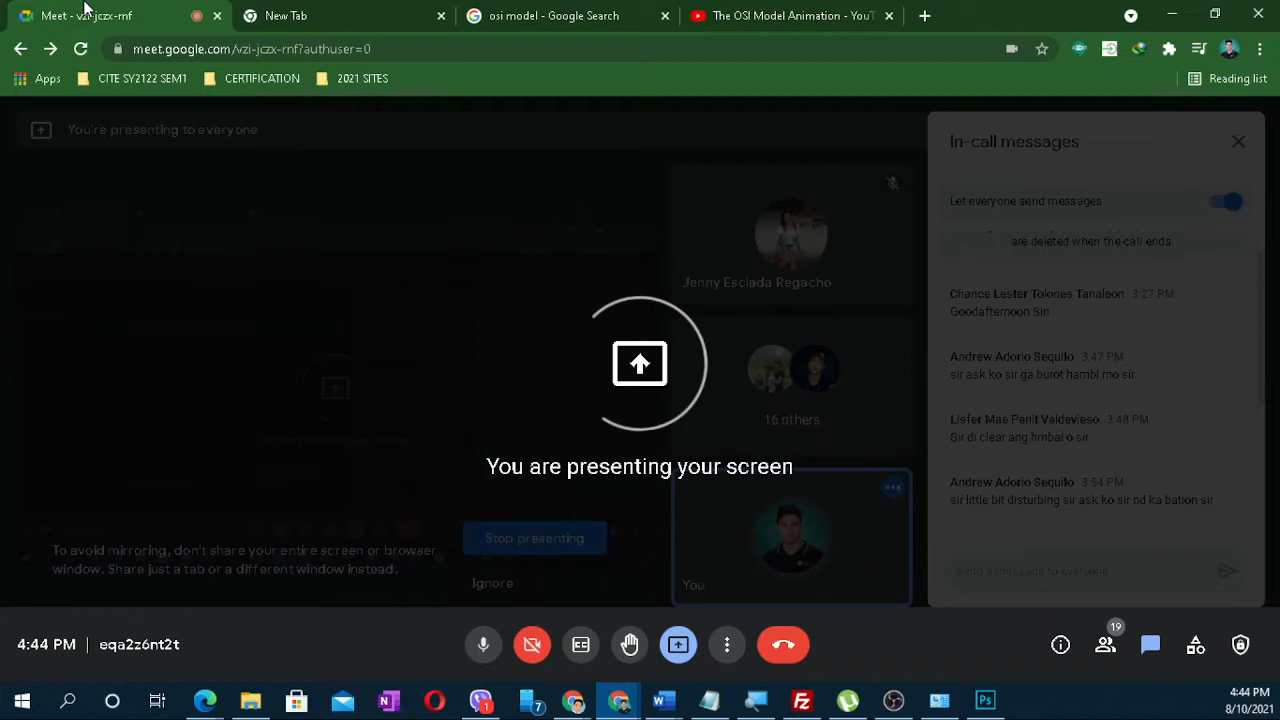 Meet - vzi-jczx-rnf
New Tab
osi model - Google Search
The OSI Model Animation - YouT
meet.google.com/vzi-jczx-rnf?authuser=0
Apps
CITE SY2122 SEM1
CERTIFICATION
2021 SITES
Reading list
You're presenting to everyone
In-call messages
Let everyone send messages
are deleted when the call ends.
Jenny Esclada Regacho
Chance Lester Tolones Tanaleon 3:27 PM
Goodafternoon Sir!
Andrew Adorio Sequito 3:47 PM
sir ask ko sir ga burot hambl mo sir
16 others
Lisfer Mae Penit Valdevisso 3:48 PM
Sir di clear ang hmbal o sir
You are presenting your screen
Andrew Adorio Sequito 3:54 PM
sir little bit disturbing sir ask ko sir nd ka bation sir
To avoid mirroring, don't share your entire screen or browser
window. Share just a tab or a different window instead.
Stop presenting
Ignore
You
Send a message to everyone
4:44 PM | eqa2z6nt2t
19
1
7
W
N
Fz
Ps
4:44 PM
8/10/2021